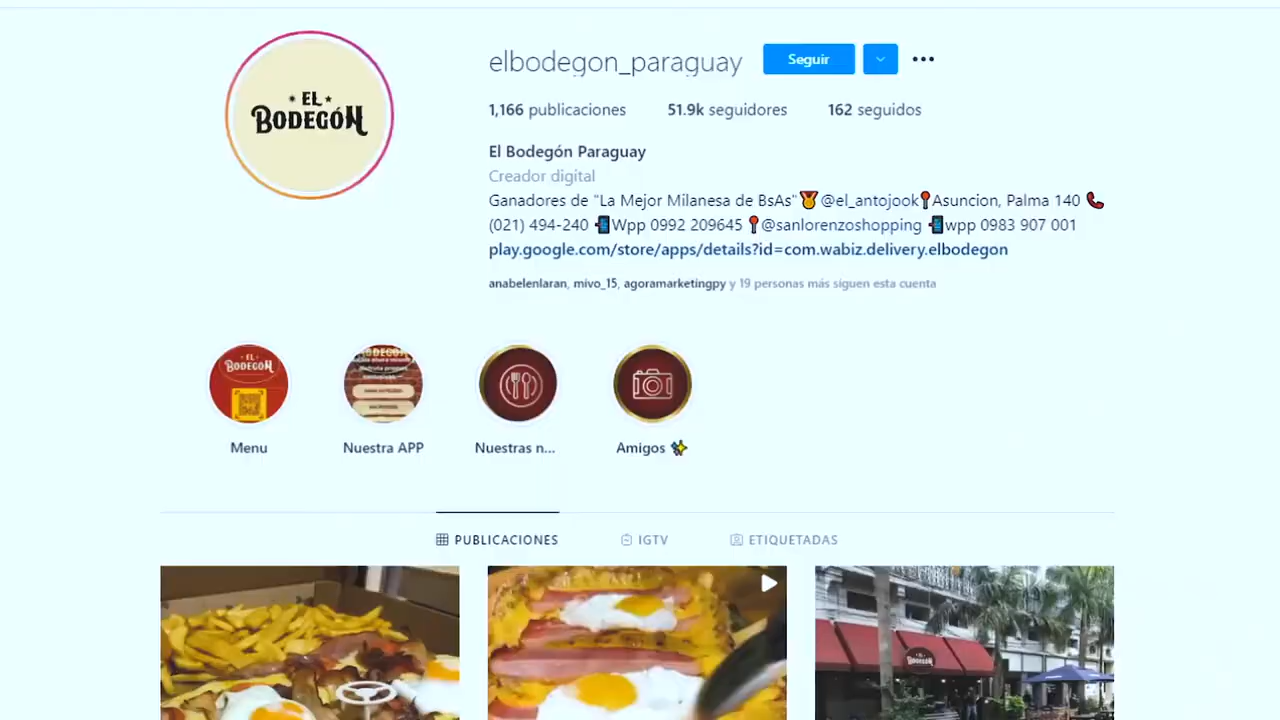 EL
BODEGÓN
elbodegon_paraguay
Seguir
1,166 publicaciones 51.9k seguidores 162 seguidos
El Bodegón Paraguay
Creador digital
Ganadores de "La Mejor Milanesa de BsAs"🏅@el_antojook📍Asuncion, Palma 140 📞
(021) 494-240 📲Wpp 0992 209645 📍@sanlorenzoshopping 📲wpp 0983 907 001
play.google.com/store/apps/details?id=com.wabiz.delivery.elbodegon
anabelenlaran, mivo_15, agoramarketingpy y 19 personas más siguen esta cuenta
EL
BODEGÓN
BODEGÓN
Menu Nuestra APP Nuestras n... Amigos ✨
PUBLICACIONES IGTV ETIQUETADAS
BODEGÓN